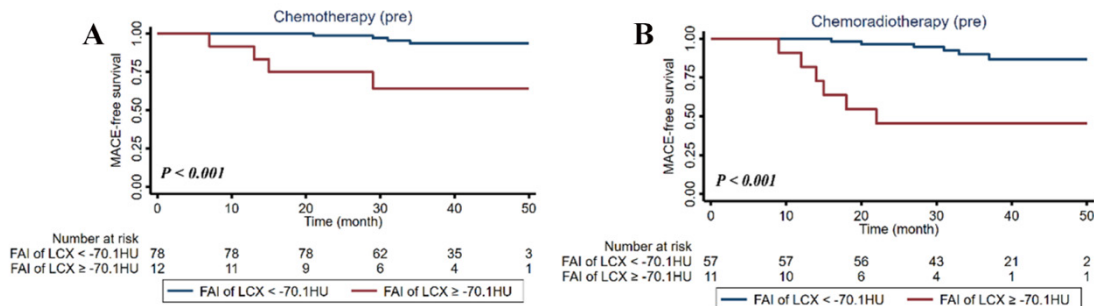 A
Chemotherapy (pre)
MACE-free survival
1.00
0.75
0.50
0.25
0.00
P < 0.001
0 10 20 30 40 50
Time (month)
Number at risk
FAI of LCX < -70.1HU 78 78 78 62 35 3
FAI of LCX ≥ -70.1HU 12 11 9 6 4 1
FAI of LCX < -70.1HU FAI of LCX ≥ -70.1HU
B
Chemoradiotherapy (pre)
MACE-free survival
1.00
0.75
0.50
0.25
0.00
P < 0.001
0 10 20 30 40 50
Time (month)
Number at risk
FAI of LCX < -70.1HU 57 57 56 43 21 2
FAI of LCX ≥ -70.1HU 11 10 6 4 1 1
FAI of LCX < -70.1HU FAI of LCX ≥ -70.1HU